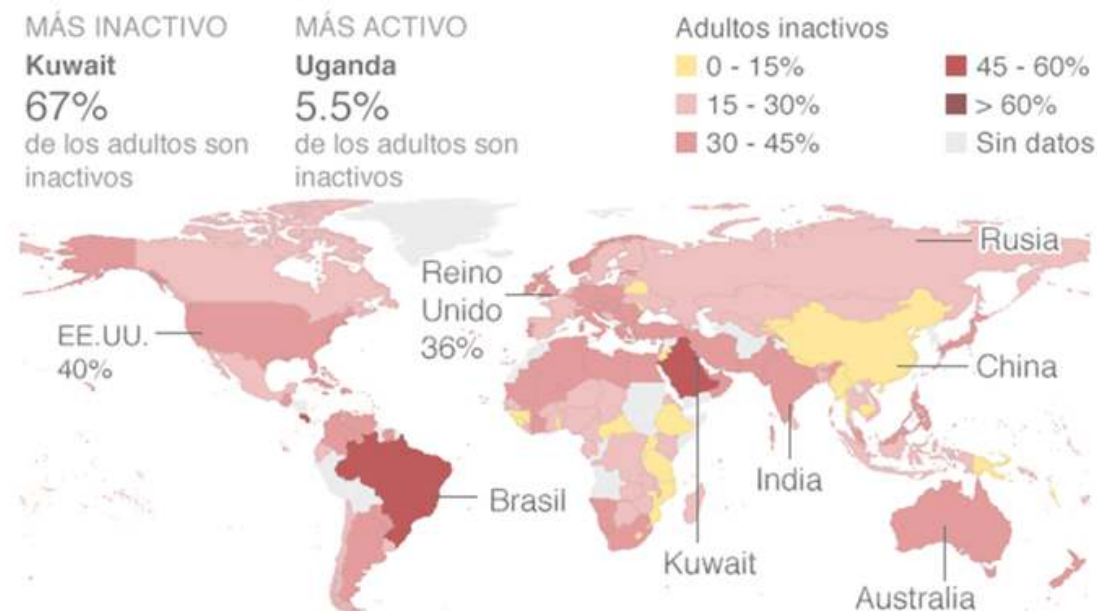 MÁS INACTIVO
Kuwait
67%
de los adultos son
inactivos
MÁS ACTIVO
Uganda
5.5%
de los adultos son
inactivos
Adultos inactivos
0 - 15%
15 - 30%
30 - 45%
45 - 60%
> 60%
Sin datos
Rusia
Reino
Unido
36%
EE.UU.
40%
China
India
Brasil
Kuwait
Australia